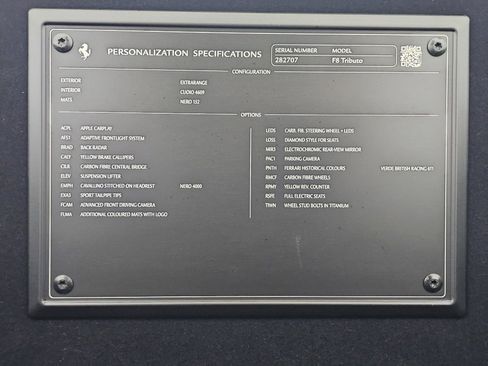 PERSONALIZATION SPECIFICATIONS
SERIAL NUMBER MODEL
282707 F8 Tributo
CONFIGURATION
EXTERIOR EXTRARANGE
INTERIOR CUOIO 4609
MATS NERO 152
OPTIONS
ACPL APPLE CARPLAY
AFS1 ADAPTIVE FRONTLIGHT SYSTEM
BRAD BACK RADAR
CALY YELLOW BRAKE CALLIPERS
CILR CARBON FIBRE CENTRAL BRIDGE
ELEV SUSPENSION LIFTER
EMPH CAVALLINO STITCHED ON HEADREST NERO 4000
EXAS SPORT TAILPIPE TIPS
FCAM ADVANCED FRONT DRIVING CAMERA
FLMA ADDITIONAL COLOURED MATS WITH LOGO
LEDS CARB. FIB. STEERING WHEEL + LEDS
LOSS DIAMOND STYLE FOR SEATS
MIR3 ELECTROCHROMIC REAR-VIEW MIRROR
PAC1 PARKING CAMERA
PNTH FERRARI HISTORICAL COLOURS VERDE BRITISH RACING 611
RMCF CARBON FIBRE WHEELS
RPMY YELLOW REV. COUNTER
RSPE FULL ELECTRIC SEATS
TIWN WHEEL STUD BOLTS IN TITANIUM